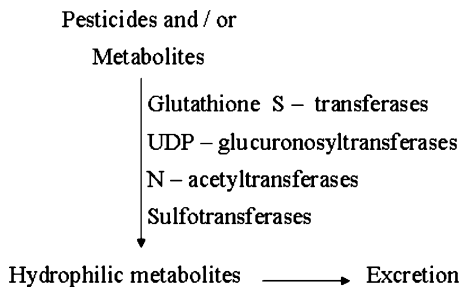 Pesticides and / or
Metabolites
Glutathione S – transferases
UDP – glucuronosyltransferases
N – acetyltransferases
Sulfotransferases
Hydrophilic metabolites Excretion